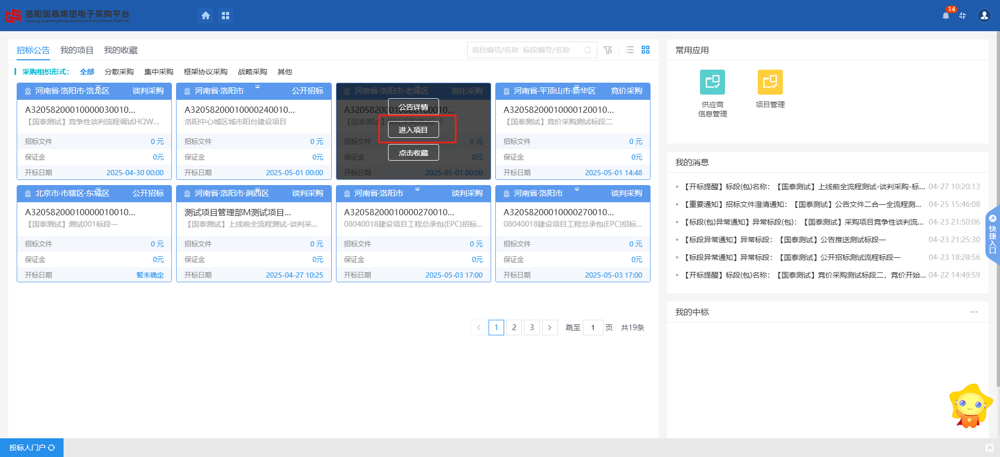 洛阳国晟集团电子采购平台
Luoyang GuoshengGroup Electronic Procurement Platform
14
招标公告 我的项目 我的收藏
项目编号/名称 标段编号/名称
采购组织形式： 全部 分散采购 集中采购 框架协议采购 战略采购 其他
河南省·洛阳市·洛龙区 谈判采购
A32058200010000030010...
【国泰测试】竞争性谈判流程调试HQW...
招标文件 0 元
保证金 0元
开标日期 2025-04-30 00:00
河南省·洛阳市 公开招标
A32058200010000240010...
洛阳中心城区城市阳台建设项目
招标文件 0 元
保证金 0元
开标日期 2025-05-01 00:00
河南省·洛阳市·老城区 询比采购
公告详情
进入项目
点击收藏
招标文件 0 元
保证金 0元
开标日期 2025-05-01 00:00
河南省·平顶山市·新华区 竞价采购
A32058200010000120010...
【国泰测试】竞价采购测试标段二
招标文件 0 元
保证金 0元
开标日期 2025-05-01 14:48
北京市·市辖区·东城区 公开招标
A32058200010000010010...
【国泰测试】测试001标段一
招标文件 0 元
保证金 0元
开标日期 暂未确定
河南省·洛阳市·涧西区 谈判采购
测试项目管理部M测试项目...
【国泰测试】上线前全流程测试-谈判采...
招标文件 0 元
保证金 0元
开标日期 2025-04-27 10:25
河南省·洛阳市 谈判采购
A32058200010000270010...
08040018建设项目工程总承包(EPC)招标...
招标文件 0 元
保证金 0元
开标日期 2025-05-03 17:00
河南省·洛阳市 谈判采购
A32058200010000270010...
08040018建设项目工程总承包(EPC)招标...
招标文件 0 元
保证金 0元
开标日期 2025-05-03 17:00
1 2 3 跳至 1 页 共19条
常用应用
供应商
信息管理
项目管理
我的消息
【开标提醒】标段(包)名称：【国泰测试】上线前全流程测试-谈判采购-标... 04-27 10:20:13
【重要通知】招标文件澄清通知：【国泰测试】公告文件二合一全流程测... 04-25 15:46:08
【标段(包)异常通知】异常标段(包)：【国泰测试】采购项目竞争性谈判流... 04-23 21:50:06
【标段异常通知】异常标段：【国泰测试】公告推送测试标段一 04-23 21:25:30
【标段异常通知】异常标段：【国泰测试】公开招标测试流程标段一 04-23 18:28:56
【开标提醒】标段(包)名称：【国泰测试】竞价采购测试标段二，竞价开始... 04-22 14:49:59
我的中标
快捷入口
投标人门户